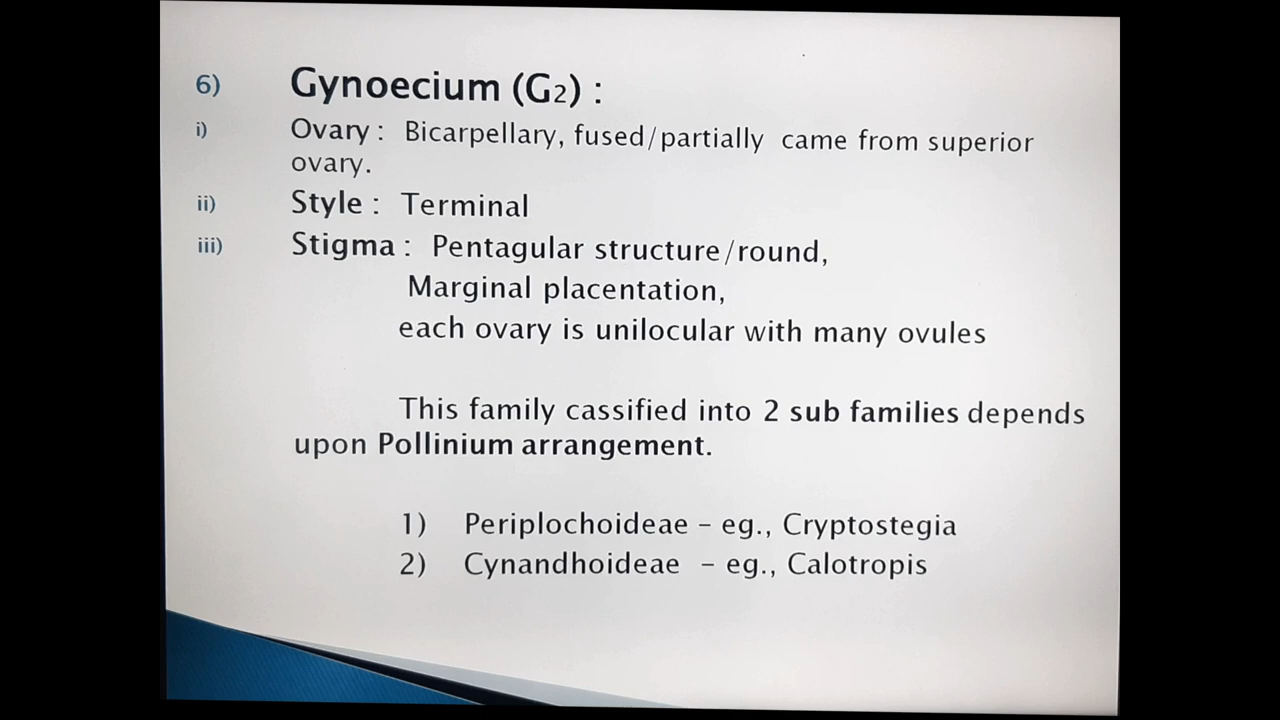 6) Gynoecium (G2) :
i) Ovary : Bicarpellary, fused/partially came from superior
ovary.
ii) Style : Terminal
iii) Stigma : Pentagular structure/round,
Marginal placentation,
each ovary is unilocular with many ovules
This family cassified into 2 sub families depends
upon Pollinium arrangement.
1) Periplochoideae – eg., Cryptostegia
2) Cynandhoideae – eg., Calotropis